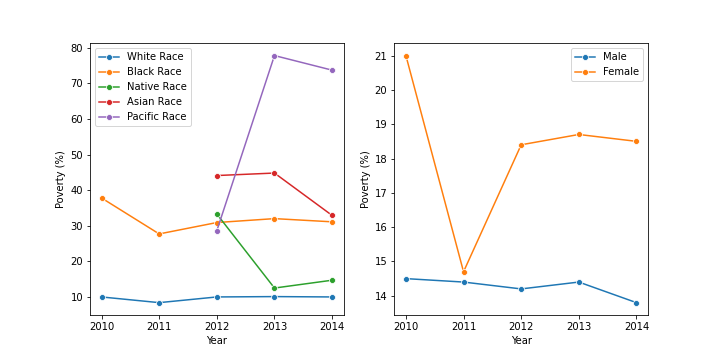 White Race
Black Race
Native Race
Asian Race
Pacific Race
80
70
60
50
40
30
20
10
Poverty (%)
2010 2011 2012 2013 2014
Year
Male
Female
21
20
19
18
17
16
15
14
Poverty (%)
2010 2011 2012 2013 2014
Year